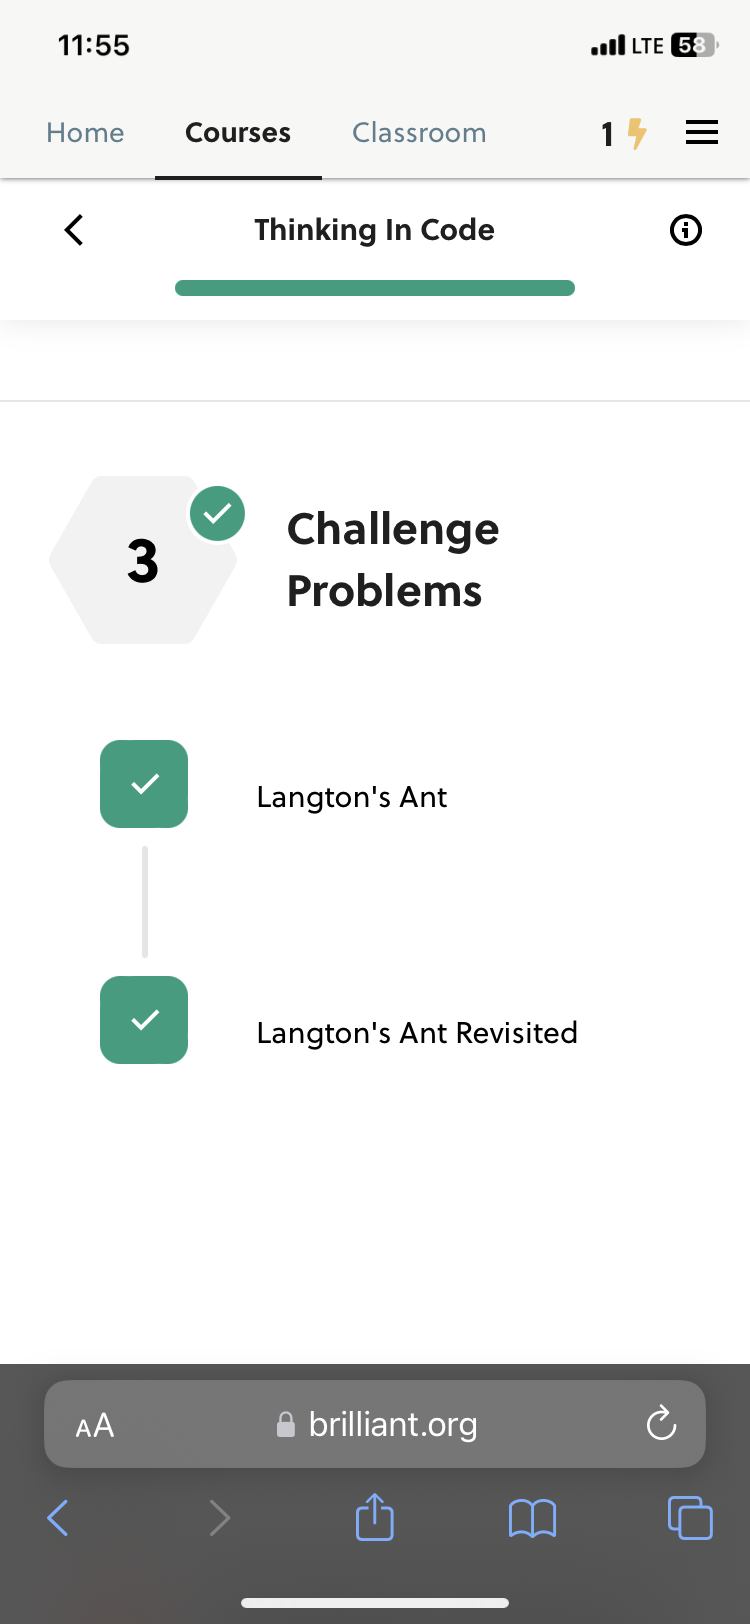 11:55 LTE 58
Home Courses Classroom 1
Thinking In Code
3
Challenge
Problems
Langton's Ant
Langton's Ant Revisited
AA brilliant.org